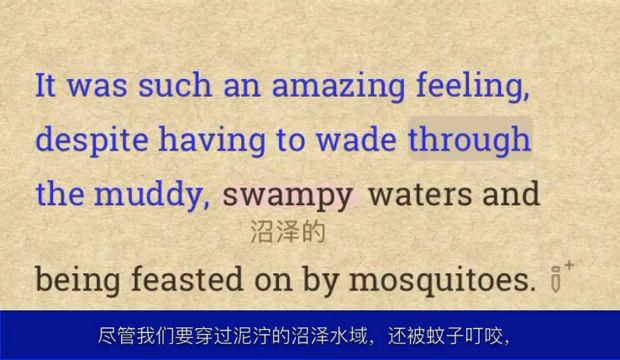 It was such an amazing feeling,
despite having to wade through
the muddy, swampy waters and
沼泽的
being feasted on by mosquitoes.
尽管我们要穿过泥泞的沼泽水域，还被蚊子叮咬，